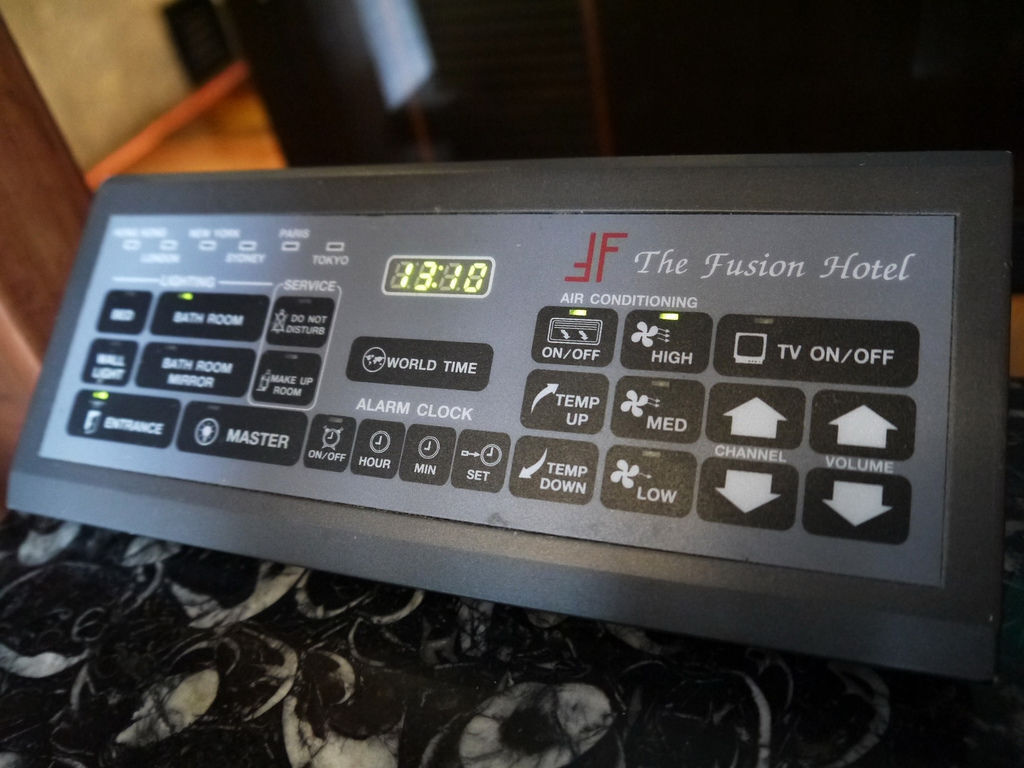 HONG KONG NEW YORK PARIS
LONDON SYDNEY TOKYO
13:10
The Fusion Hotel
LIGHTING
SERVICE
BED
BATH ROOM
DO NOT
DISTURB
WALL
LIGHT
BATH ROOM
MIRROR
MAKE UP
ROOM
ENTRANCE
MASTER
WORLD TIME
ALARM CLOCK
ON/OFF
HOUR
MIN
SET
AIR CONDITIONING
ON/OFF
HIGH
TV ON/OFF
TEMP
UP
MED
TEMP
DOWN
LOW
CHANNEL
VOLUME